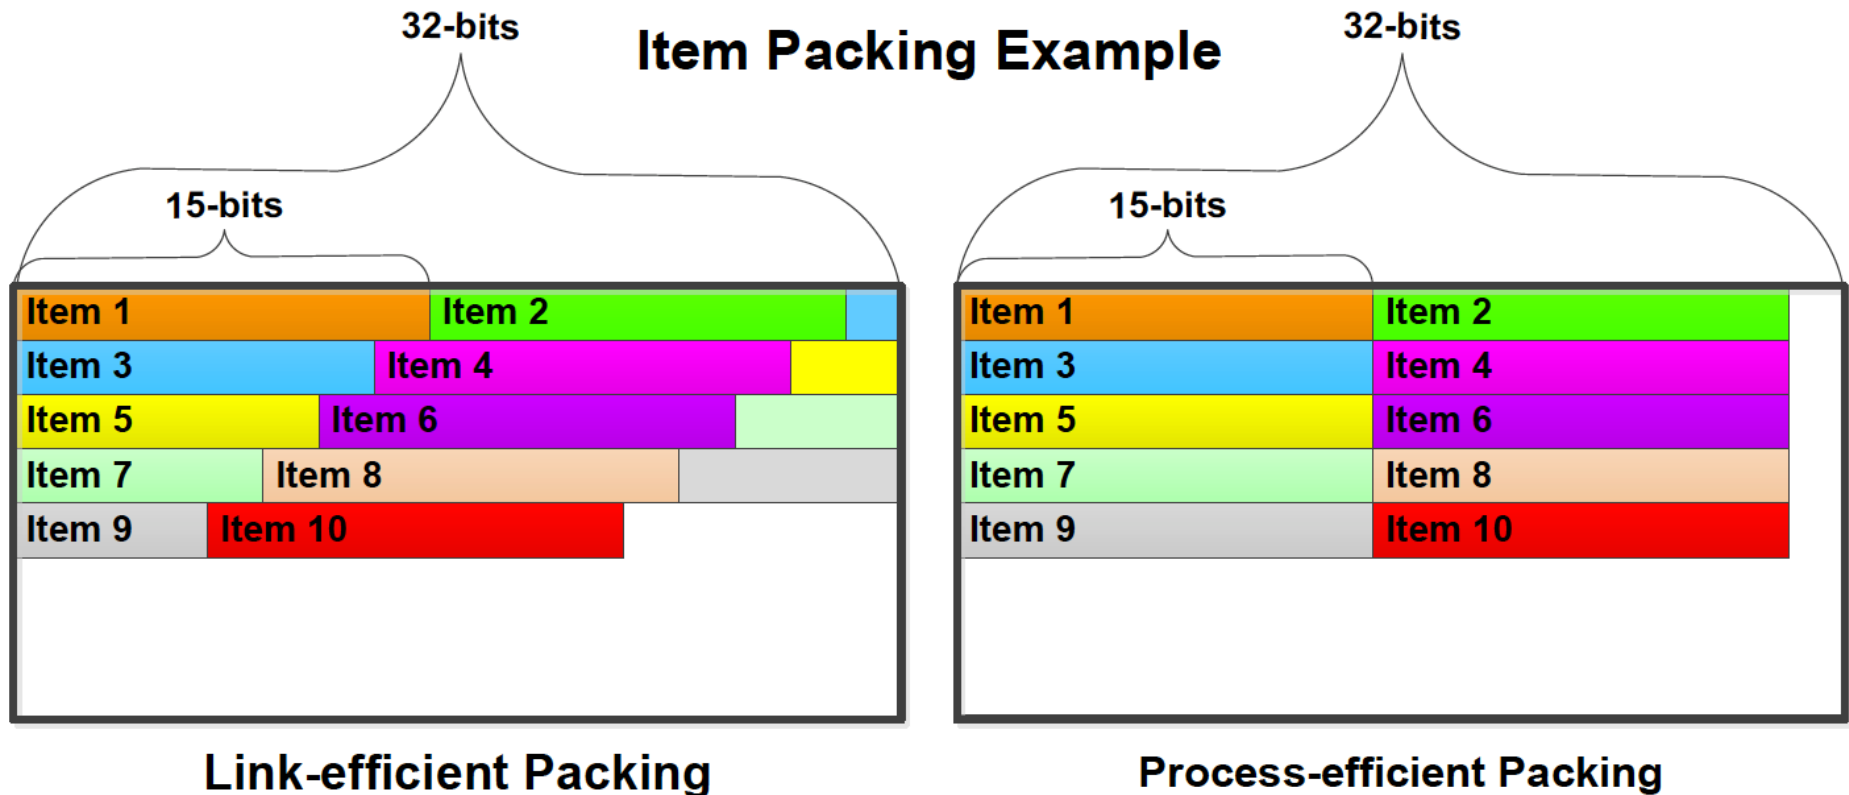 Item Packing Example
32-bits
15-bits
Item 1 Item 2
Item 3 Item 4
Item 5 Item 6
Item 7 Item 8
Item 9 Item 10
Link-efficient Packing
32-bits
15-bits
Item 1 Item 2
Item 3 Item 4
Item 5 Item 6
Item 7 Item 8
Item 9 Item 10
Process-efficient Packing